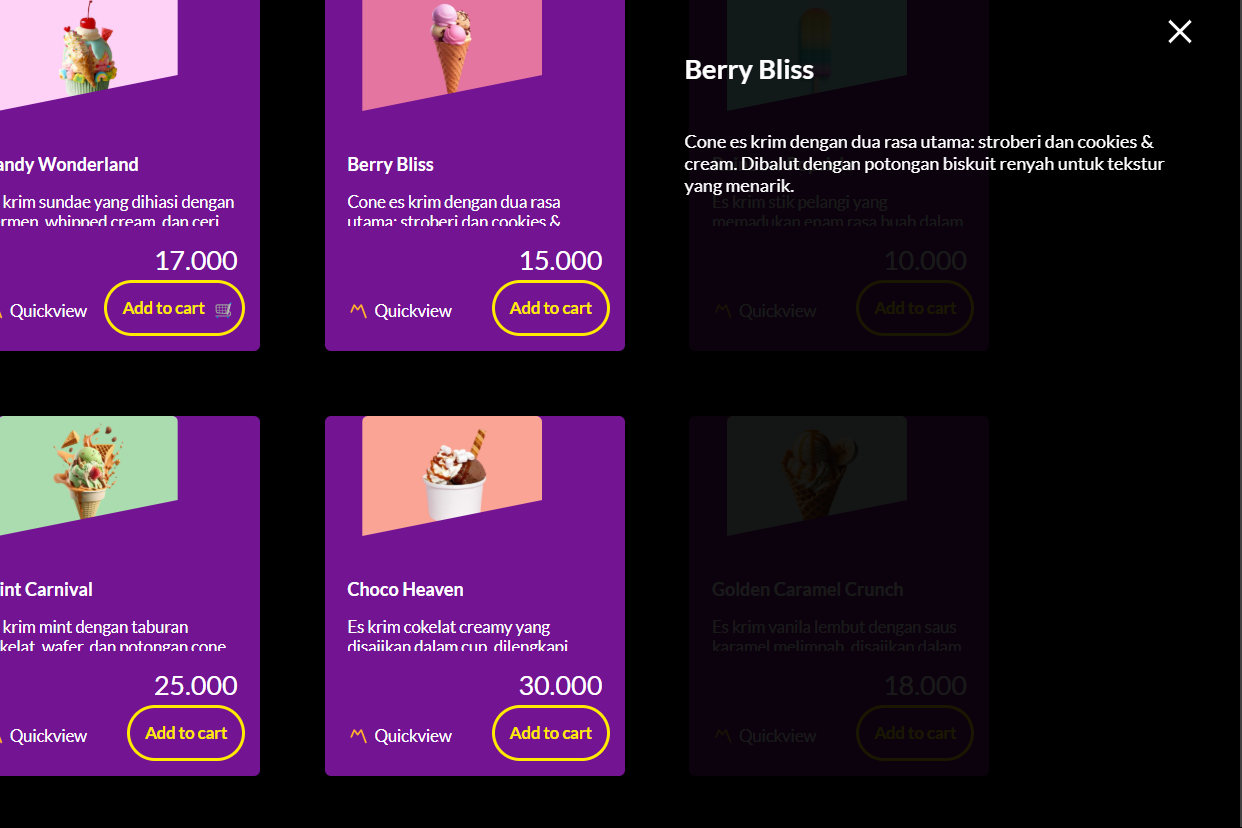 Berry Bliss
Cone es krim dengan dua rasa utama: stroberi dan cookies &
cream. Dibalut dengan potongan biskuit renyah untuk tekstur
yang menarik.
andy Wonderland
krim sundae yang dihiasi dengan
rmen, whipped cream, dan ceri
17.000
Quickview
Add to cart
Berry Bliss
Cone es krim dengan dua rasa
utama: stroberi dan cookies &
15.000
Quickview
Add to cart
Es krim stik pelangi yang
memadukan enam rasa buah dalam
10.000
Quickview
Add to cart
int Carnival
krim mint dengan taburan
kelat, wafer, dan potongan cone
25.000
Quickview
Add to cart
Choco Heaven
Es krim cokelat creamy yang
disajikan dalam cup, dilengkapi
30.000
Quickview
Add to cart
Golden Caramel Crunch
Es krim vanila lembut dengan saus
karamel melimpah, disajikan dalam
18.000
Quickview
Add to cart